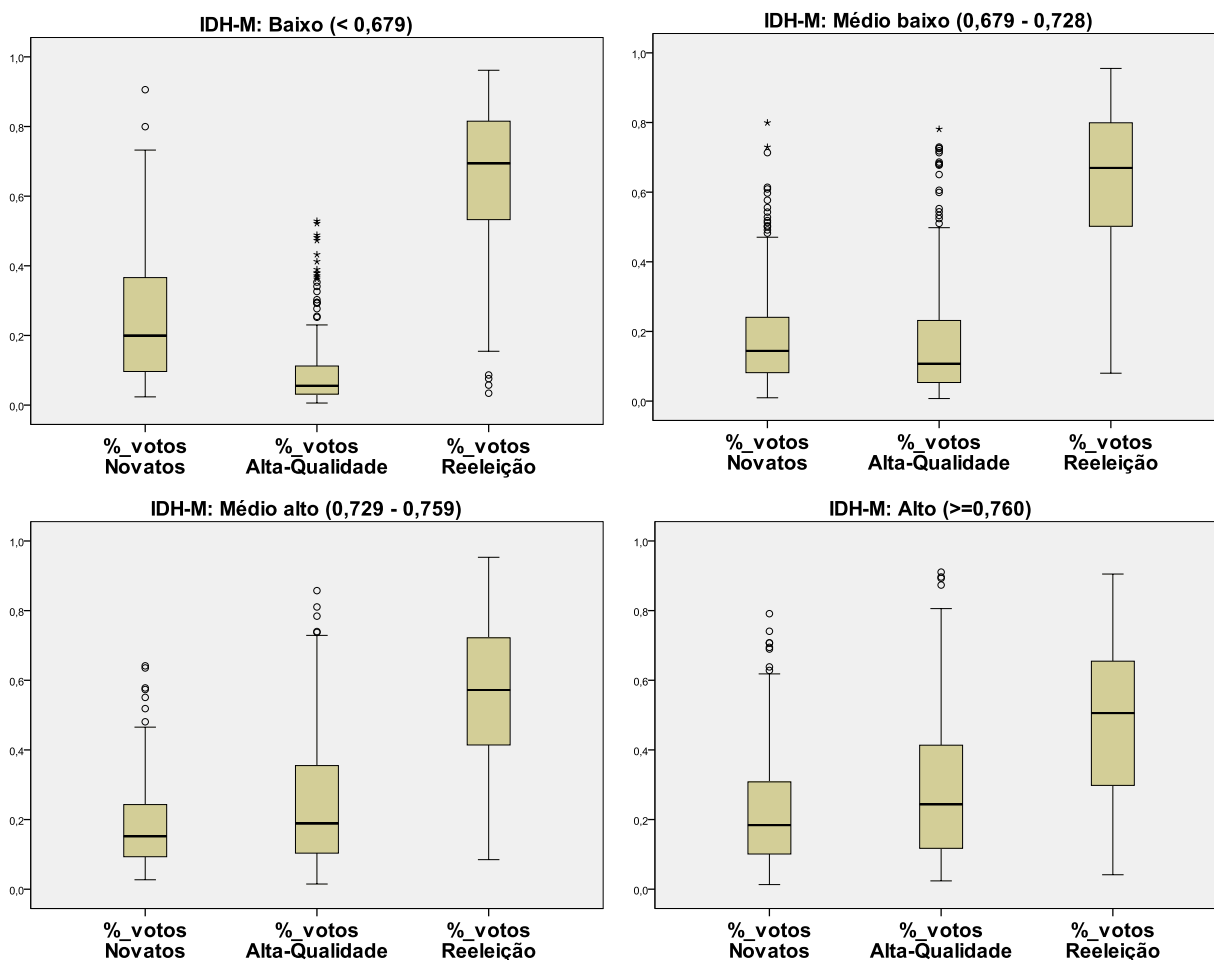 IDH-M: Baixo (< 0,679)
1,0
0,8
0,6
0,4
0,2
0,0
%_votos
Novatos
%_votos
Alta-Qualidade
%_votos
Reeleição
IDH-M: Médio baixo (0,679 - 0,728)
1,0
0,8
0,6
0,4
0,2
0,0
%_votos
Novatos
%_votos
Alta-Qualidade
%_votos
Reeleição
IDH-M: Médio alto (0,729 - 0,759)
1,0
0,8
0,6
0,4
0,2
0,0
%_votos
Novatos
%_votos
Alta-Qualidade
%_votos
Reeleição
IDH-M: Alto (>=0,760)
1,0
0,8
0,6
0,4
0,2
0,0
%_votos
Novatos
%_votos
Alta-Qualidade
%_votos
Reeleição